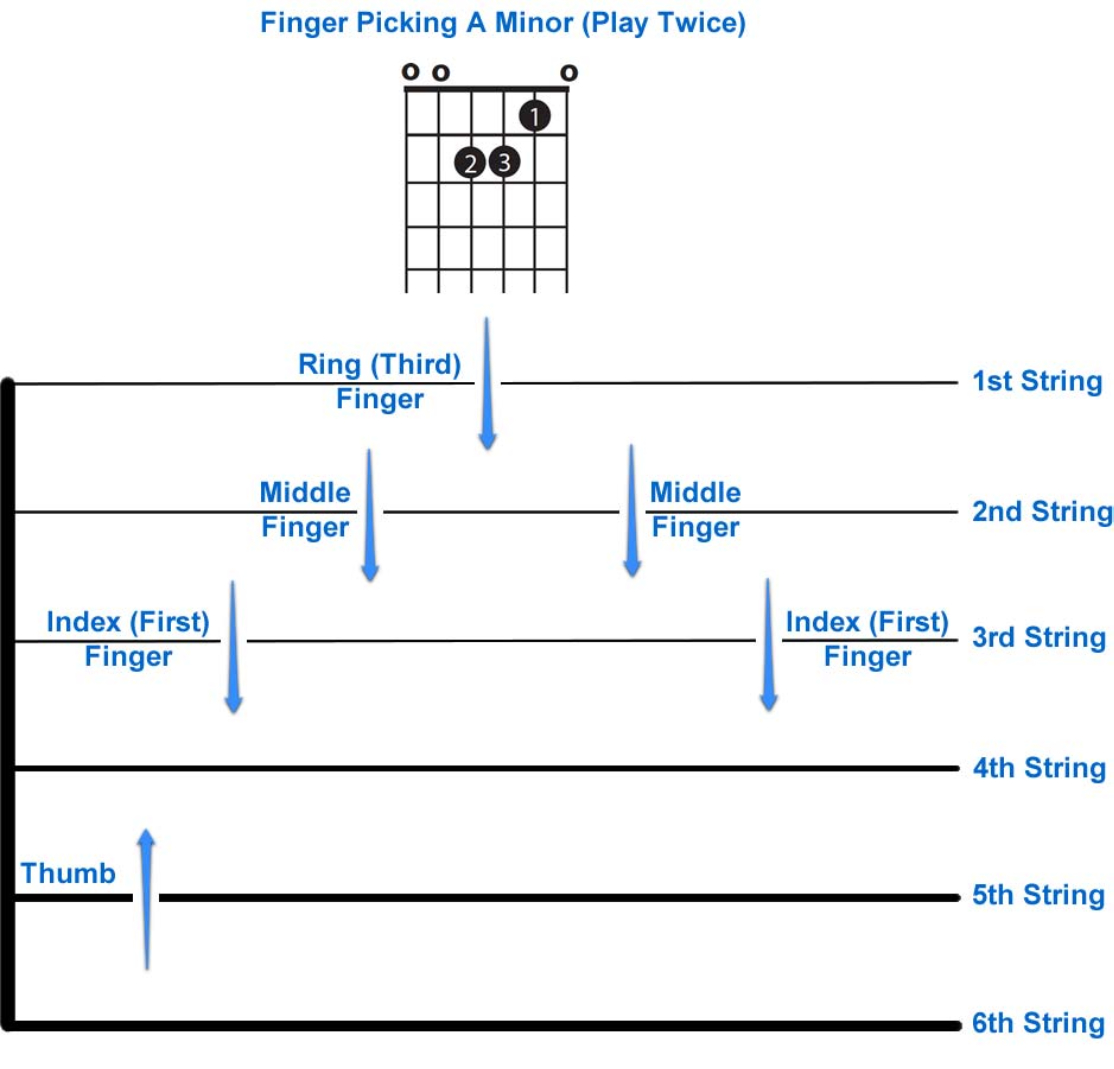 Finger Picking A Minor (Play Twice)
o o o
1
2 3
Ring (Third)
Finger
1st String
Middle
Finger
Middle
Finger
2nd String
Index (First)
Finger
Index (First)
Finger
3rd String
4th String
Thumb
5th String
6th String